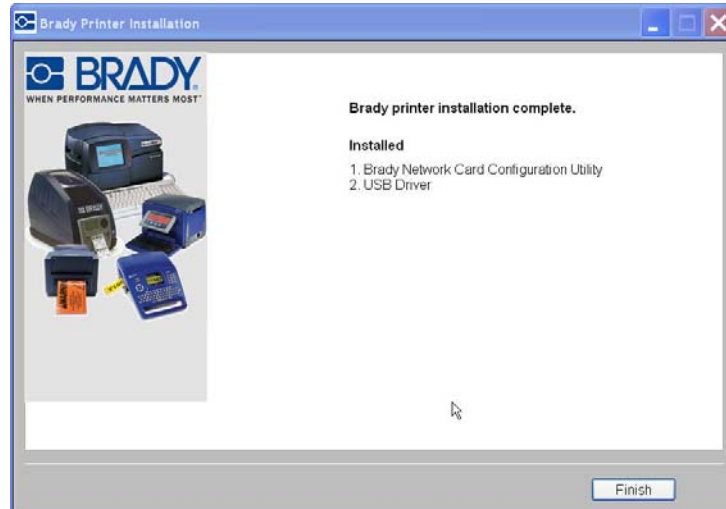 Brady Printer Installation
BRADY
WHEN PERFORMANCE MATTERS MOST
Brady printer installation complete.
Installed
1. Brady Network Card Configuration Utility
2. USB Driver
Finish